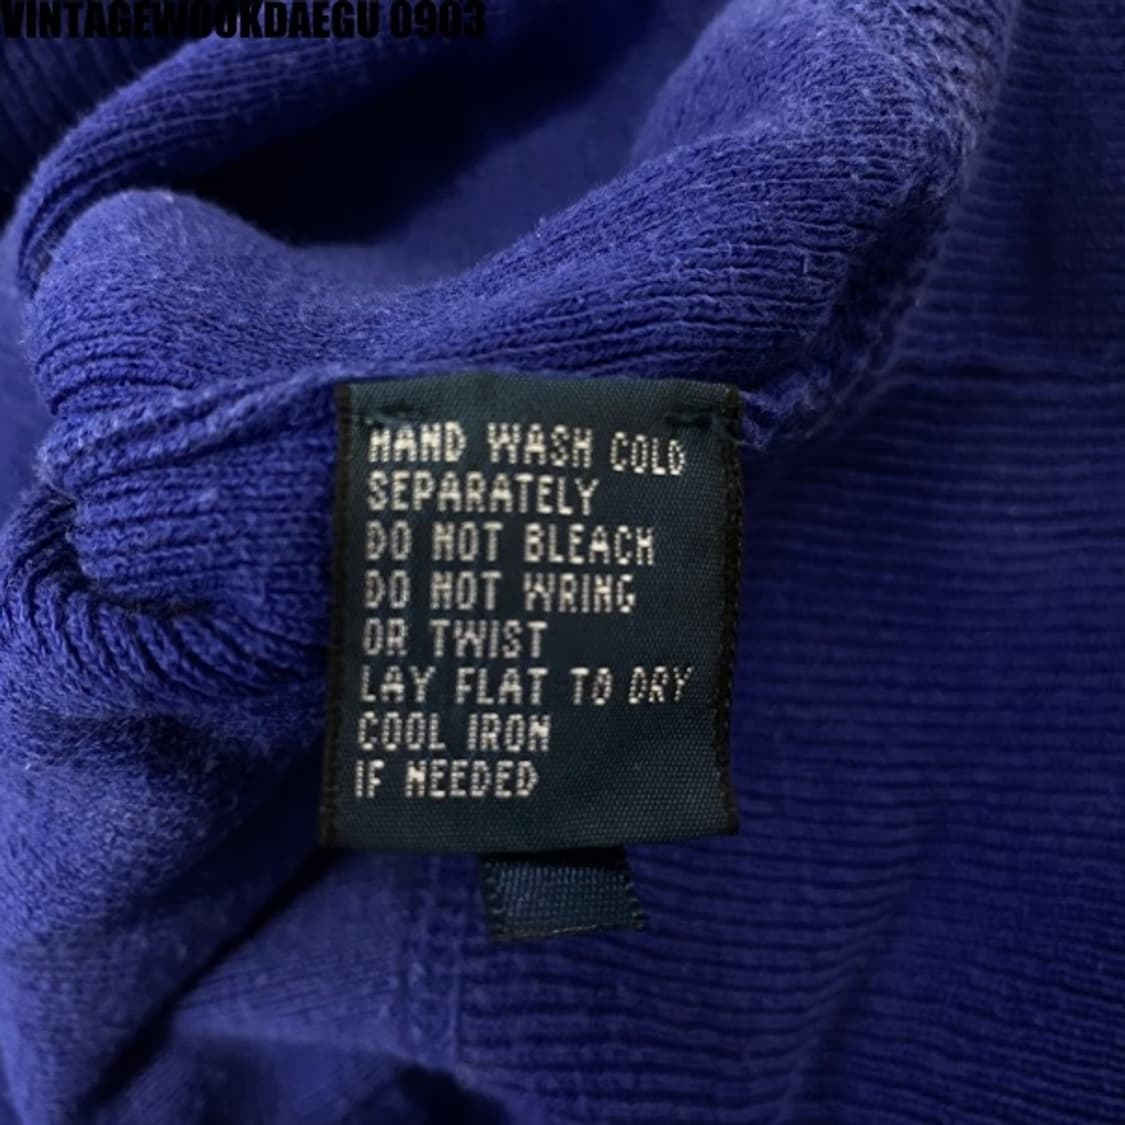 VINTAGEWOOKDAEGU 0903
HAND WASH COLD
SEPARATELY
DO NOT BLEACH
DO NOT WRING
OR TWIST
LAY FLAT TO DRY
COOL IRON
IF NEEDED